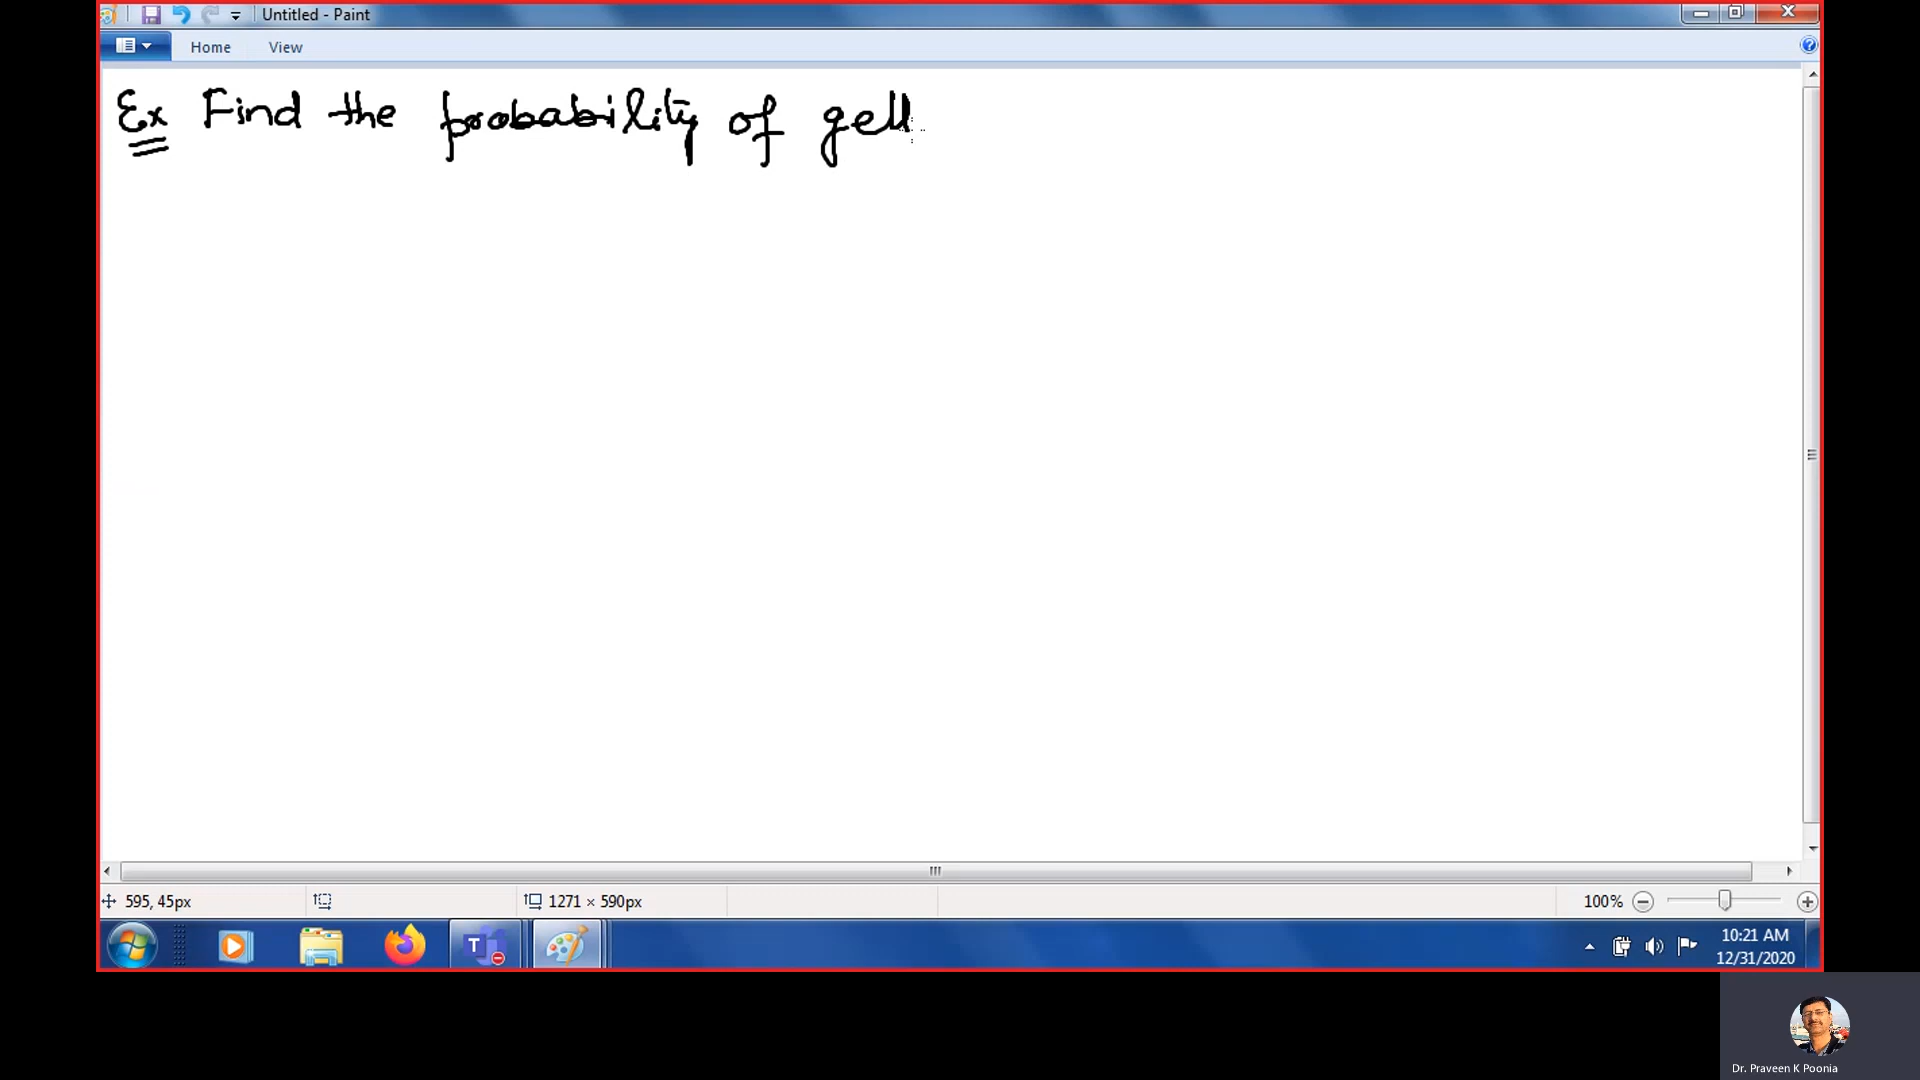 Untitled - Paint
Home View
Ex Find the probability of gett
595, 45px
1271 × 590px
100%
T
10:21 AM
12/31/2020
Dr. Praveen K Poonia